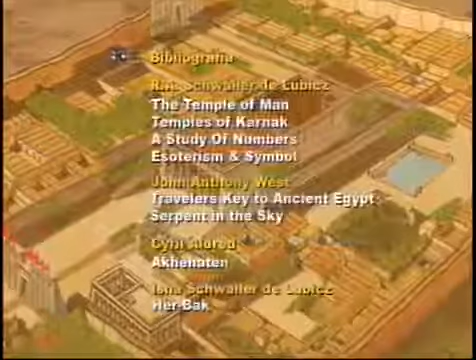 Bibliografia
R.A. Schwaller de Lubicz
The Temple of Man
Temples of Karnak
A Study Of Numbers
Esoterism & Symbol
John Anthony West
Travelers Key to Ancient Egypt
Serpent in the Sky
Cyril Aldred
Akhenaten
Isha Schwaller de Lubicz
Her-Bak